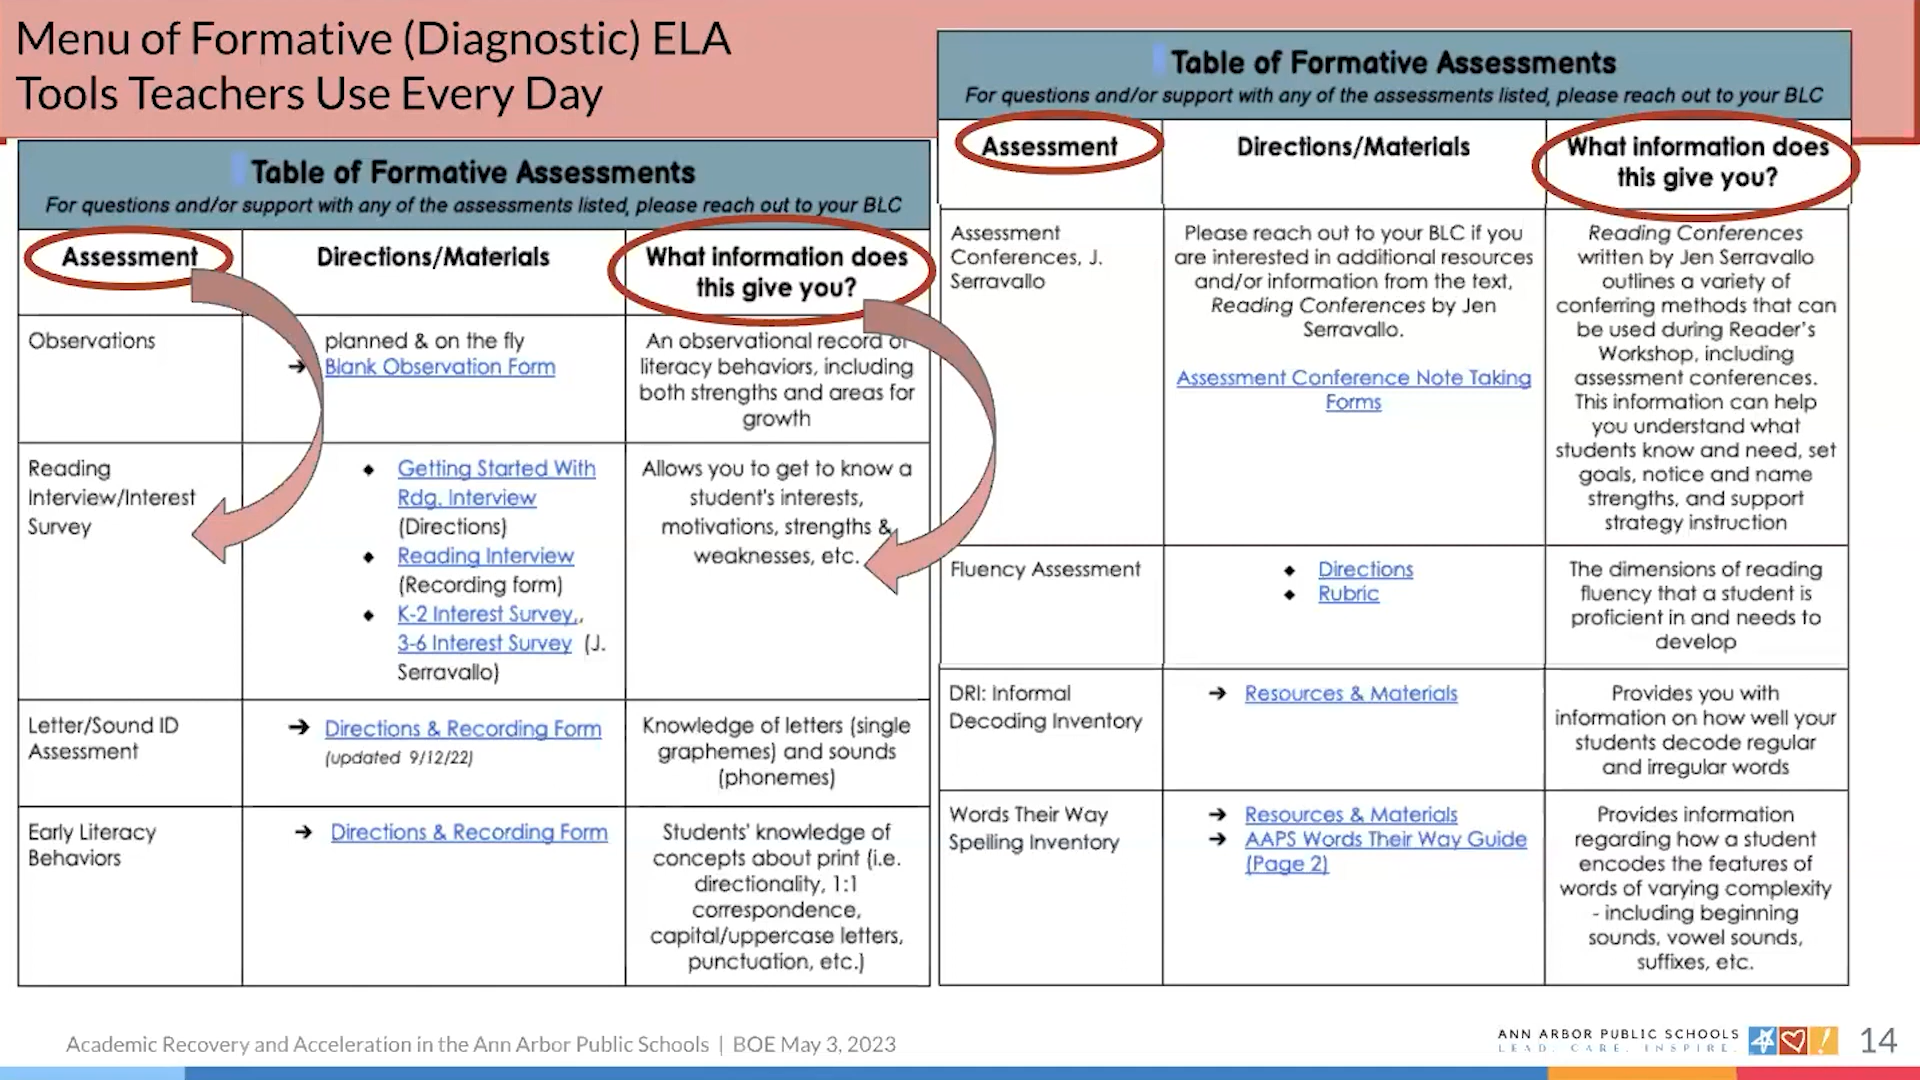 Menu of Formative (Diagnostic) ELA
Tools Teachers Use Every Day
Table of Formative Assessments
For questions and/or support with any of the assessments listed, please reach out to your BLC
Assessment
Directions/Materials
What information does
this give you?
Observations
planned & on the fly
➔ Blank Observation Form
An observational record of
literacy behaviors, including
both strengths and areas for
growth
Reading
Interview/Interest
Survey
◆ Getting Started With
Rdg. Interview
(Directions)
◆ Reading Interview
(Recording form)
◆ K-2 Interest Survey,,
3-6 Interest Survey (J.
Serravallo)
Allows you to get to know a
student's interests,
motivations, strengths &
weaknesses, etc.
Letter/Sound ID
Assessment
➔ Directions & Recording Form
(updated 9/12/22)
Knowledge of letters (single
graphemes) and sounds
(phonemes)
Early Literacy
Behaviors
➔ Directions & Recording Form
Students' knowledge of
concepts about print (i.e.
directionality, 1:1
correspondence,
capital/uppercase letters,
punctuation, etc.)
Table of Formative Assessments
For questions and/or support with any of the assessments listed, please reach out to your BLC
Assessment
Directions/Materials
What information does
this give you?
Assessment
Conferences, J.
Serravallo
Please reach out to your BLC if you
are interested in additional resources
and/or information from the text,
Reading Conferences by Jen
Serravallo.
Assessment Conference Note Taking
Forms
Reading Conferences
written by Jen Serravallo
outlines a variety of
conferring methods that can
be used during Reader's
Workshop, including
assessment conferences.
This information can help
you understand what
students know and need, set
goals, notice and name
strengths, and support
strategy instruction
Fluency Assessment
◆ Directions
◆ Rubric
The dimensions of reading
fluency that a student is
proficient in and needs to
develop
DRI: Informal
Decoding Inventory
➔ Resources & Materials
Provides you with
information on how well your
students decode regular
and irregular words
Words Their Way
Spelling Inventory
➔ Resources & Materials
➔ AAPS Words Their Way Guide
(Page 2)
Provides information
regarding how a student
encodes the features of
words of varying complexity
- including beginning
sounds, vowel sounds,
suffixes, etc.
Academic Recovery and Acceleration in the Ann Arbor Public Schools | BOE May 3, 2023
ANN ARBOR PUBLIC SCHOOLS
LEAD. CARE. INSPIRE.
14